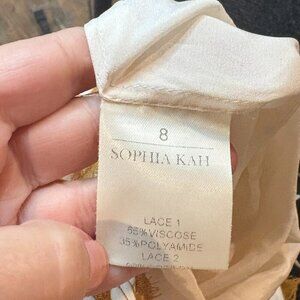 8
SOPHIA KAH
LACE 1
65%VISCOSE
35%POLYAMIDE
LACE 2